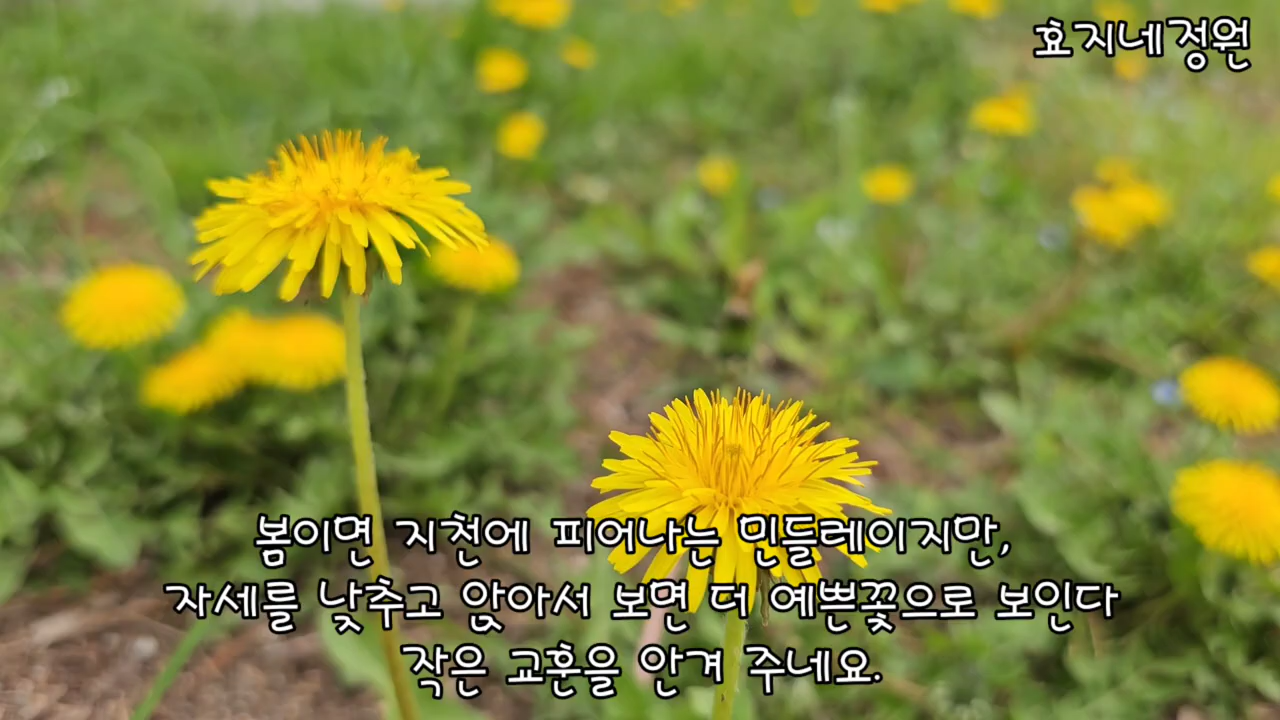 효지네정원
봄이면 지천에 피어나는 민들레이지만,
자세를 낮추고 앉아서 보면 더 예쁜꽃으로 보인다
작은 교훈을 안겨 주네요.